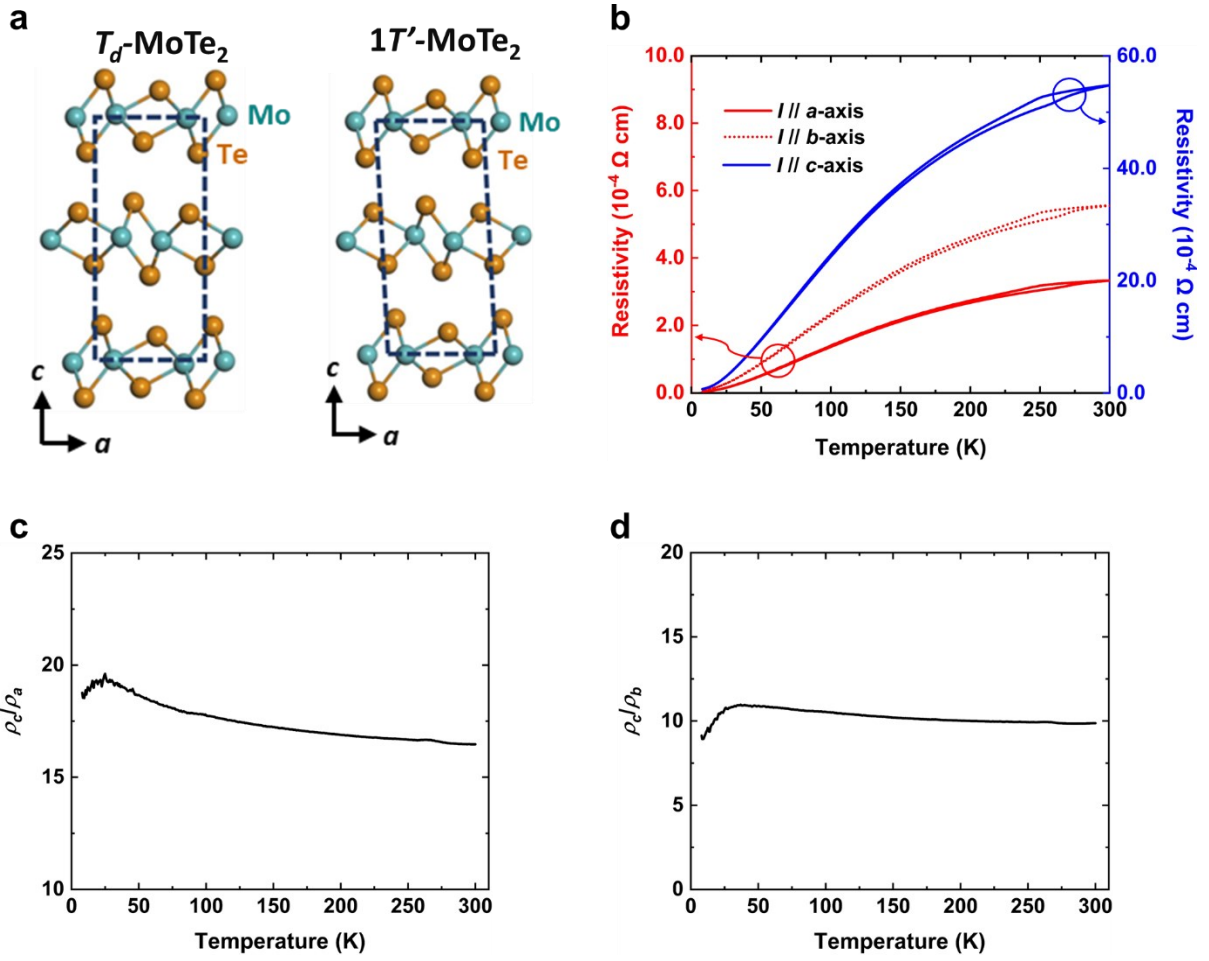 a
T_d-MoTe₂
1T'-MoTe₂
Mo
Te
Mo
Te
c
a
c
a
b
10.0
8.0
6.0
4.0
2.0
0.0
Resistivity (10⁻⁴ Ω cm)
I // a-axis
I // b-axis
I // c-axis
60.0
40.0
20.0
0.0
Resistivity (10⁻⁴ Ω cm)
0 50 100 150 200 250 300
Temperature (K)
c
25
20
15
10
ρc/ρa
0 50 100 150 200 250 300
Temperature (K)
d
20
15
10
5
0
ρc/ρb
0 50 100 150 200 250 300
Temperature (K)